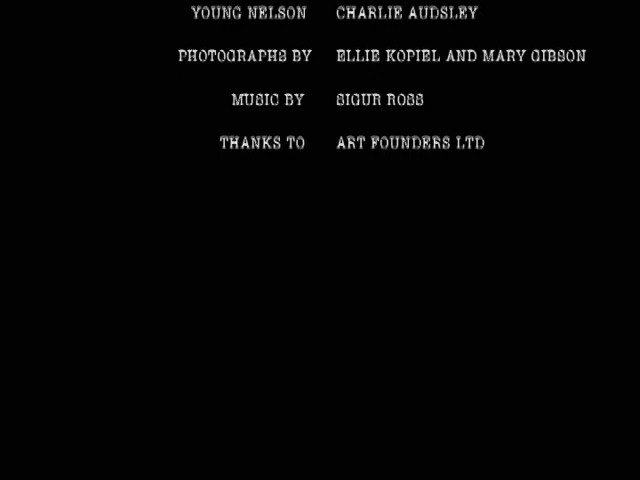 YOUNG NELSON CHARLIE AUDSLEY
PHOTOGRAPHS BY ELLIE KOPIEL AND MARY GIBSON
MUSIC BY SIGUR ROSS
THANKS TO ART FOUNDERS LTD